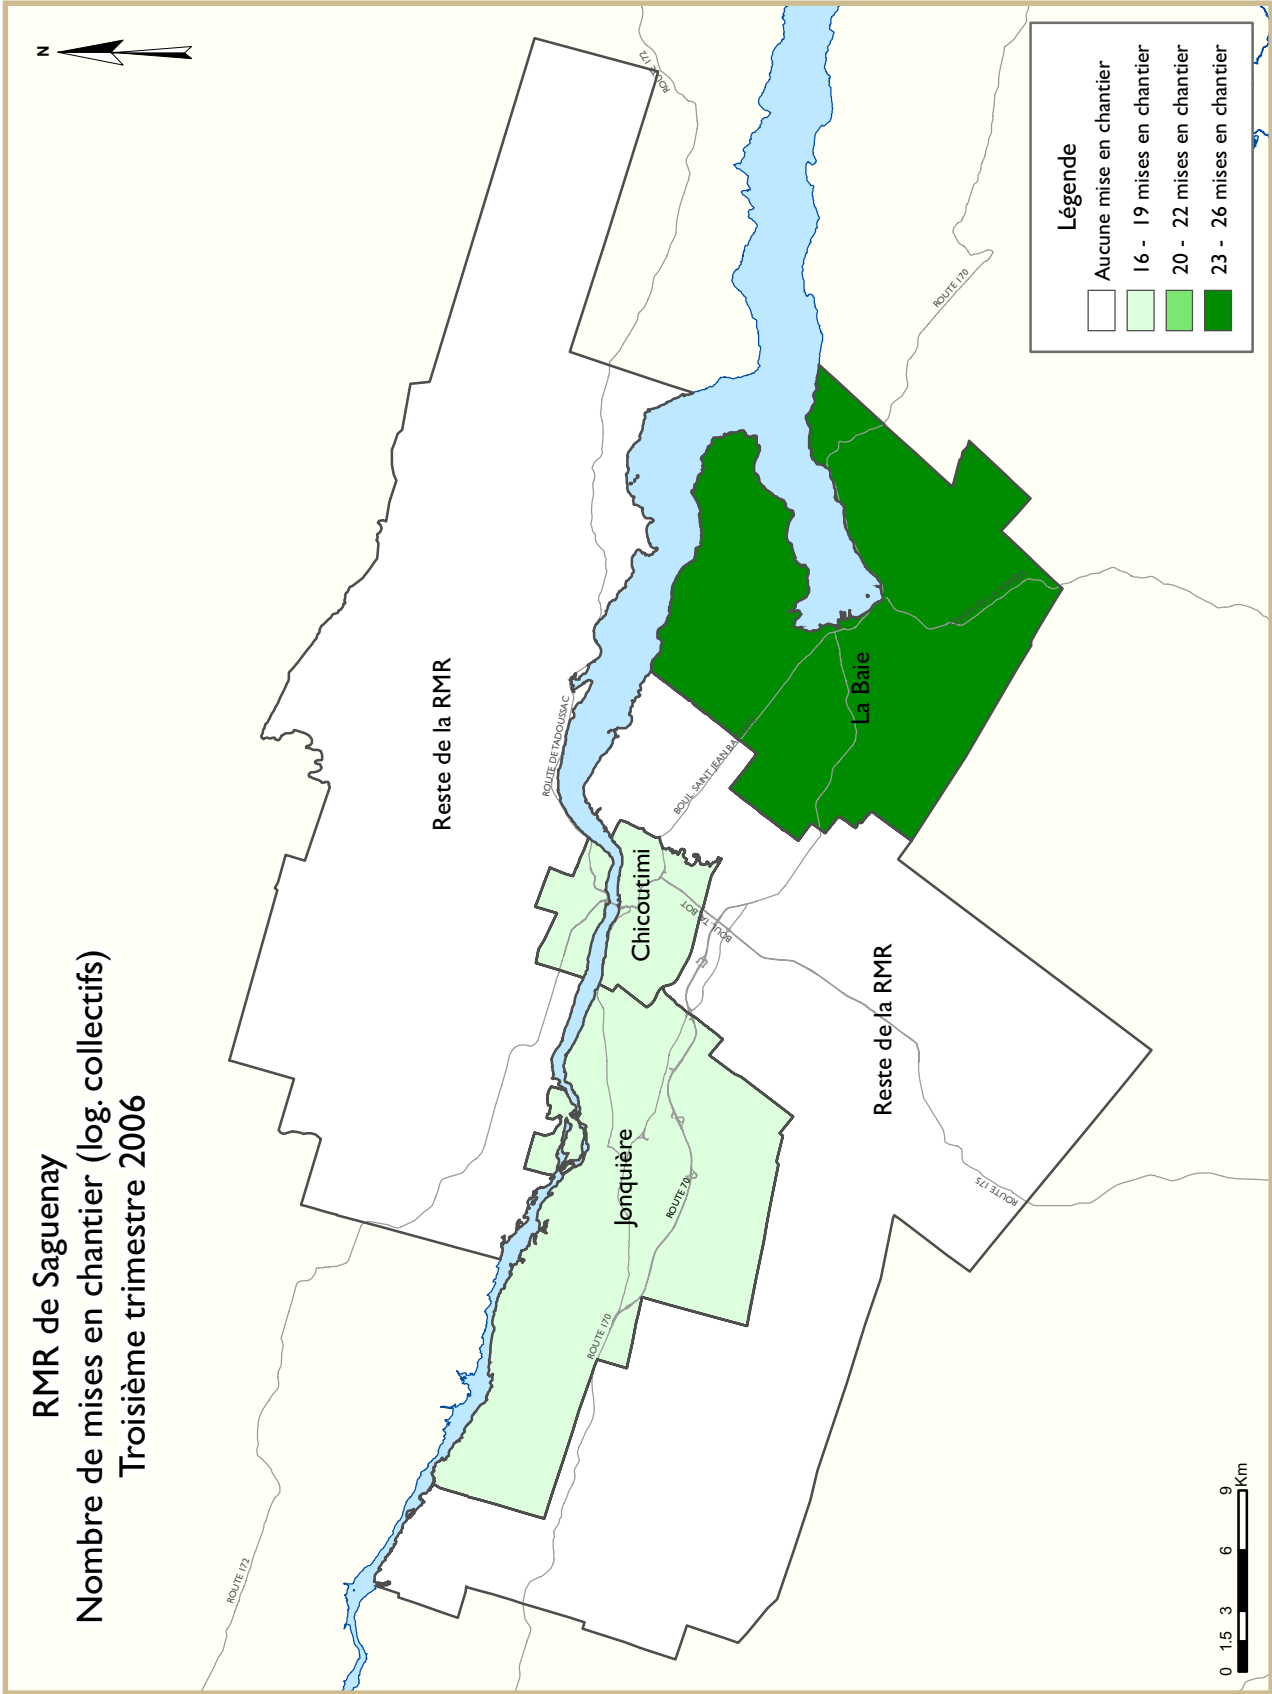 RMR de Saguenay
Nombre de mises en chantier (log. collectifs)
Troisième trimestre 2006
N
ROUTE 172
ROUTE 172
Reste de la RMR
ROUTE DE TADOUSSAC
BOUL. SAINT JEAN BA
Chicoutimi
BOUL TALBOT
La Baie
Jonquière
ROUTE 70
ROUTE 170
ROUTE 170
Reste de la RMR
ROUTE 175
Légende
Aucune mise en chantier
16 - 19 mises en chantier
20 - 22 mises en chantier
23 - 26 mises en chantier
0 1.5 3 6 9
Km